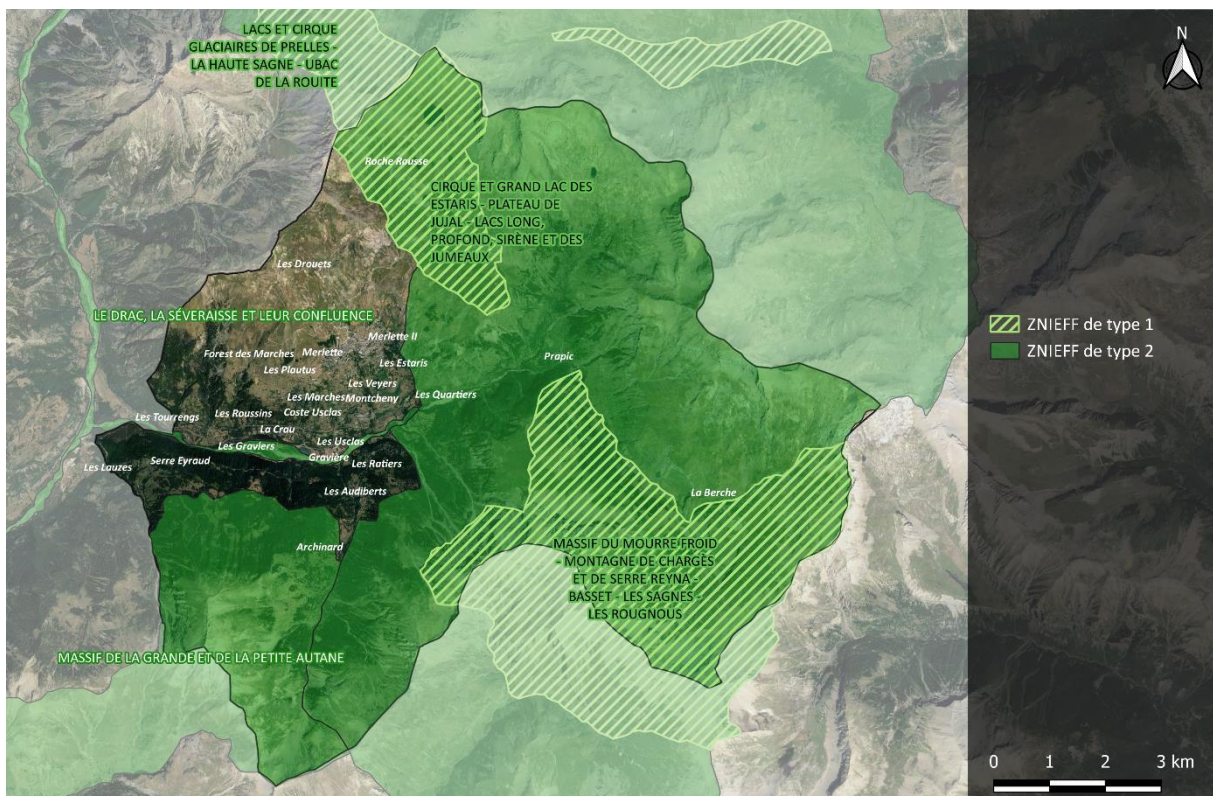 LACS ET CIRQUE
GLACIAIRES DE PRELLES -
LA HAUTE SAGNE - UBAC
DE LA ROUITE
N
Roche Rousse
CIRQUE ET GRAND LAC DES
ESTARIS - PLATEAU DE
JUJAL - LACS LONG,
PROFOND, SIRÈNE ET DES
JUMEAUX
Les Drouets
LE DRAC, LA SÉVERAISSE ET LEUR CONFLUENCE
ZNIEFF de type 1
ZNIEFF de type 2
Merlette II
Forest des Marches
Merlette
Prapic
Les Estaris
Les Plautus
Les Veyers
Les Marches
Montcheny
Les Quartiers
Les Tourrengs
Les Roussins
Coste Usclas
La Crau
Les Graviers
Les Usclas
Gravière
Les Lauzes
Serre Eyraud
Les Ratiers
Les Audiberts
La Berche
Archinard
MASSIF DU MOURRE FROID
- MONTAGNE DE CHARGÈS
ET DE SERRE REYNA -
BASSET - LES SAGNES -
LES ROUGNOUS
MASSIF DE LA GRANDE ET DE LA PETITE AUTANE
0 1 2 3 km